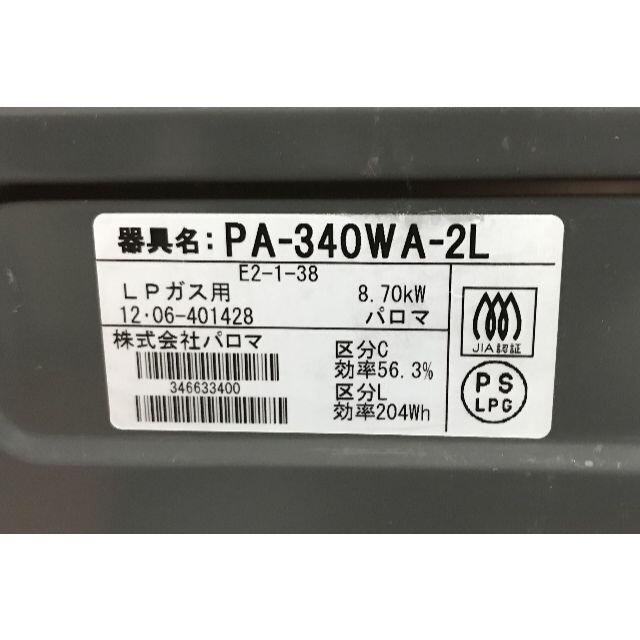 器具名: PA-340WA-2L
E2-1-38
LPガス用 8.70kW
12・06-401428 パロマ
株式会社パロマ
346633400
区分C
効率56.3%
区分L
効率204Wh
JIA認証
PS
LPG